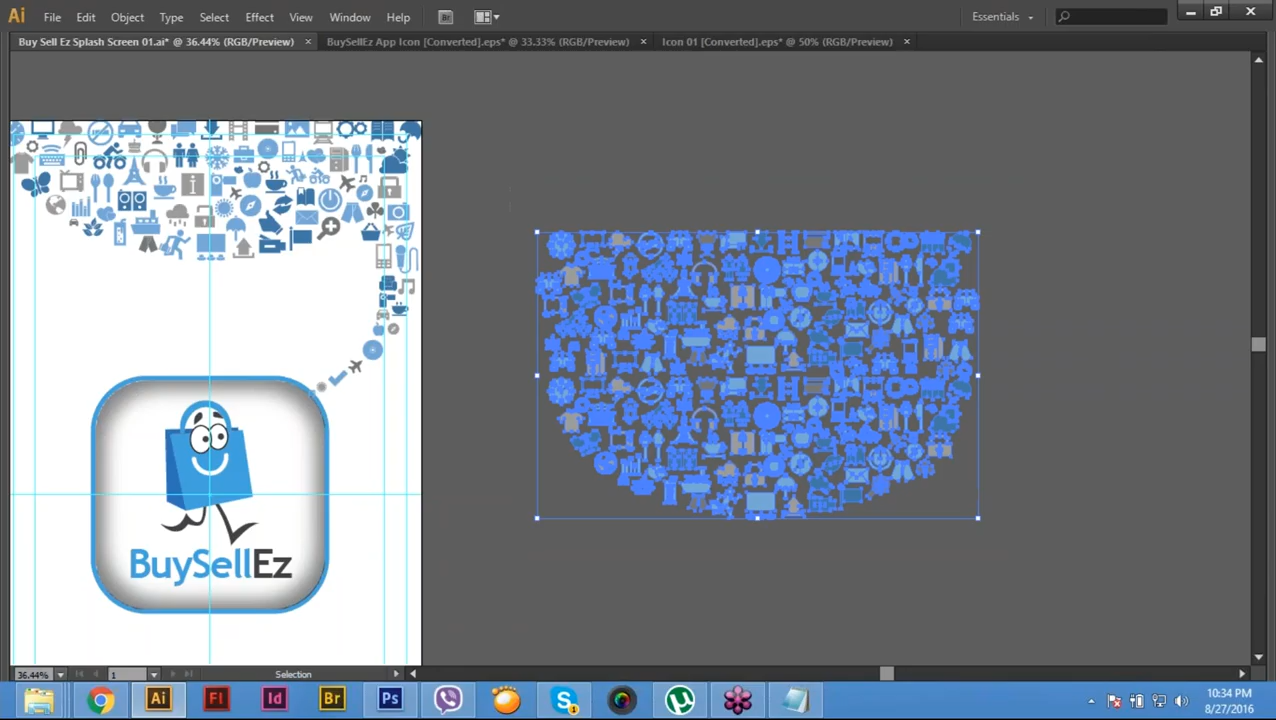 Ai File Edit Object Type Select Effect View Window Help Br Essentials
Buy Sell Ez Splash Screen 01.ai* @ 36.44% (RGB/Preview) × BuySellEz App Icon [Converted].eps* @ 33.33% (RGB/Preview) × Icon 01 [Converted].eps* @ 50% (RGB/Preview) ×
BuySellEz
36.44% 1 Selection
Ai Fl Id Br Ps S
10:34 PM
8/27/2016